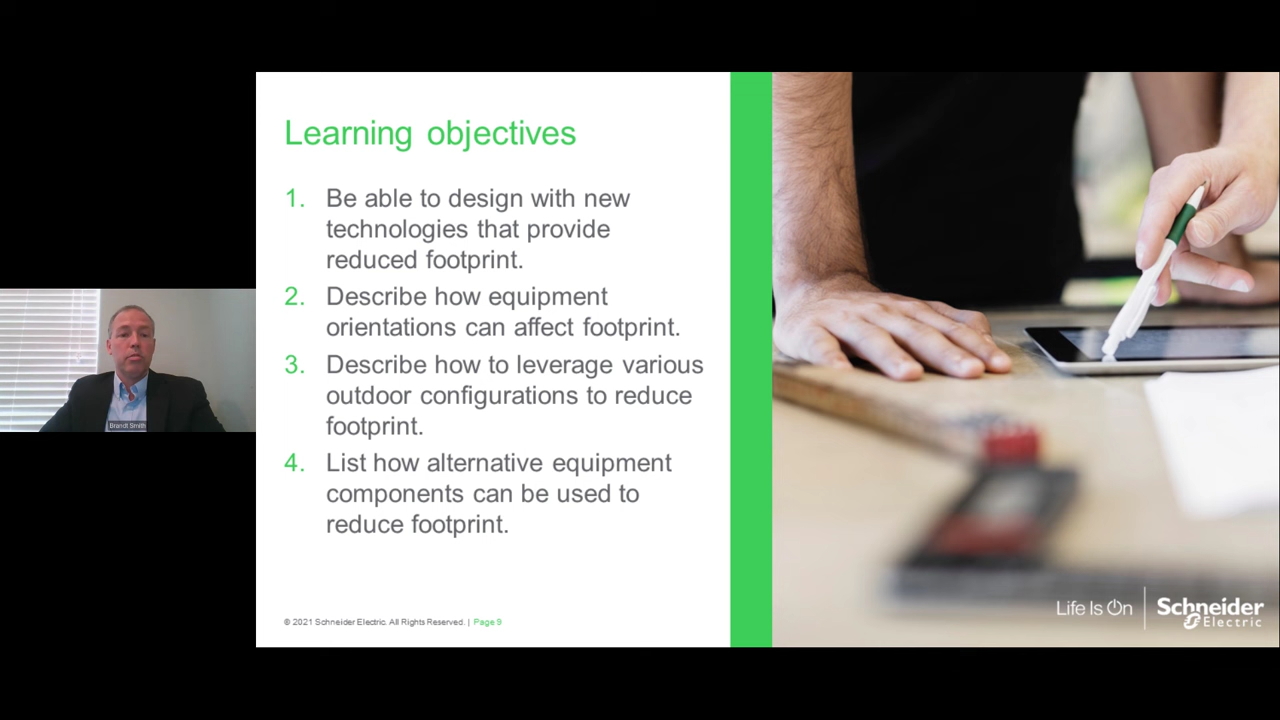 Learning objectives
1. Be able to design with new
technologies that provide
reduced footprint.
2. Describe how equipment
orientations can affect footprint.
3. Describe how to leverage various
outdoor configurations to reduce
footprint.
4. List how alternative equipment
components can be used to
reduce footprint.
Brandt Smith
© 2021 Schneider Electric. All Rights Reserved. | Page 9
Life Is On
Schneider
Electric